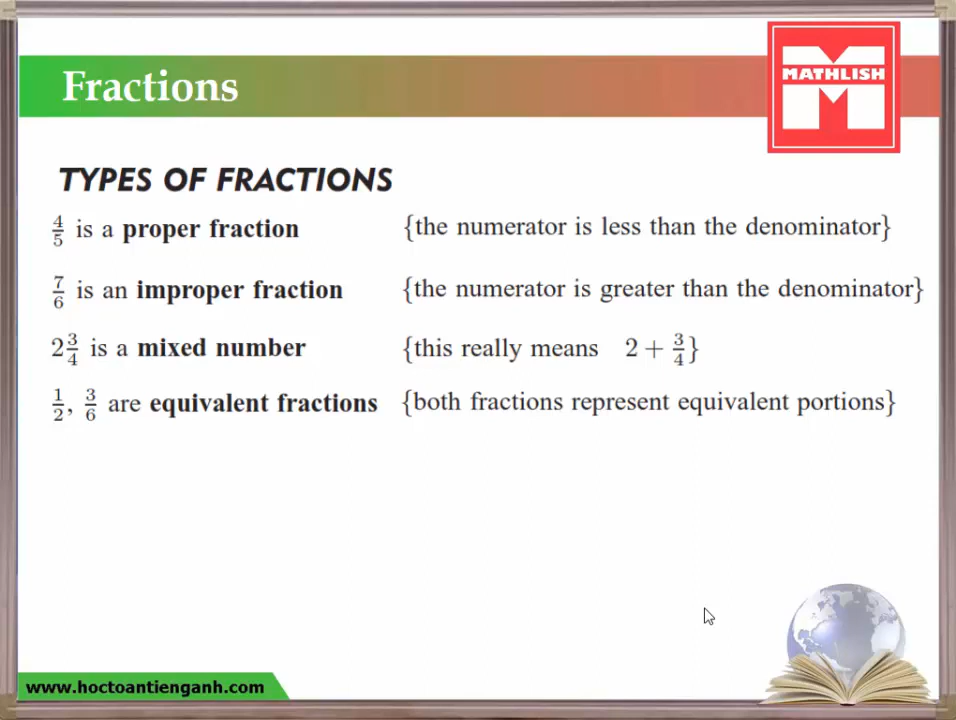 Fractions
MATHLISH
TYPES OF FRACTIONS
4/5 is a proper fraction {the numerator is less than the denominator}
7/6 is an improper fraction {the numerator is greater than the denominator}
2 3/4 is a mixed number {this really means 2 + 3/4}
1/2, 3/6 are equivalent fractions {both fractions represent equivalent portions}
www.hoctoantienganh.com